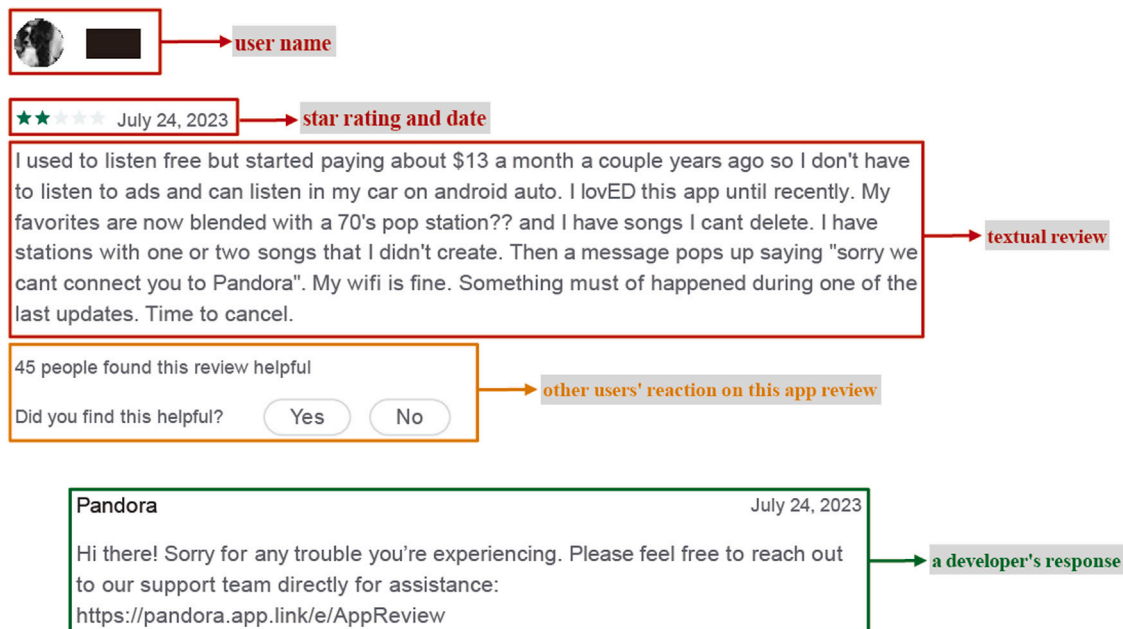 user name
July 24, 2023
star rating and date
I used to listen free but started paying about $13 a month a couple years ago so I don't have
to listen to ads and can listen in my car on android auto. I lovED this app until recently. My
favorites are now blended with a 70's pop station?? and I have songs I cant delete. I have
stations with one or two songs that I didn't create. Then a message pops up saying "sorry we
cant connect you to Pandora". My wifi is fine. Something must of happened during one of the
last updates. Time to cancel.
textual review
45 people found this review helpful
Did you find this helpful? Yes No
other users' reaction on this app review
Pandora July 24, 2023
Hi there! Sorry for any trouble you’re experiencing. Please feel free to reach out
to our support team directly for assistance:
https://pandora.app.link/e/AppReview
a developer's response